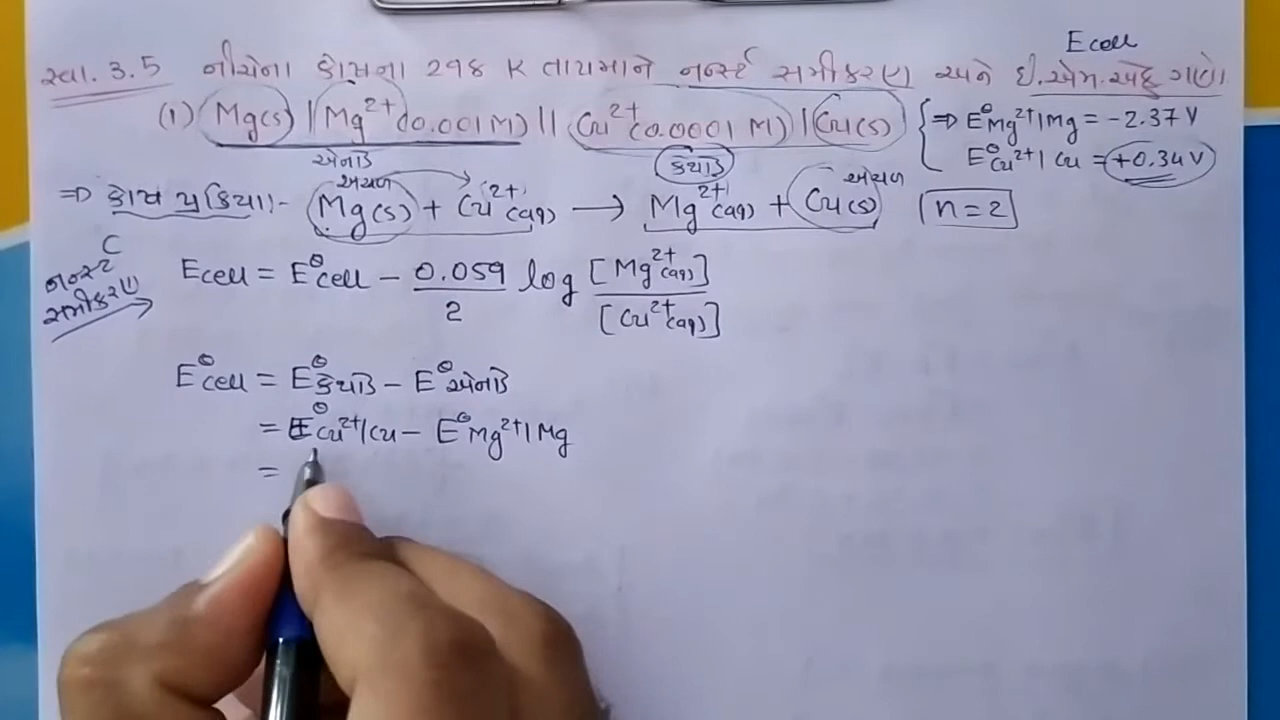 Ecell
સ્વા. 3.5 નીચેના કોષના 298 K તાપમાને નર્ન્સ્ટ સમીકરણ અને ઈ.એમ.એફ ગણો.
(1) Mg(s) | Mg²⁺(0.001M) || Cu²⁺(0.0001 M) | Cu(s) ⇒ E⊖Mg²⁺|Mg = -2.37 V
E⊖Cu²⁺|Cu = +0.34 V
એનોડ કેથોડ
અચળ અચળ
⇒ કોષ પ્રક્રિયા:- Mg(s) + Cu²⁺(aq) → Mg²⁺(aq) + Cu(s) n=2
નર્ન્સ્ટ સમીકરણ
Ecell = E⊖cell - 0.059/2 log [Mg²⁺(aq)]/[Cu²⁺(aq)]
E⊖cell = E⊖કેથોડ - E⊖એનોડ
= E⊖Cu²⁺|Cu - E⊖Mg²⁺|Mg
=